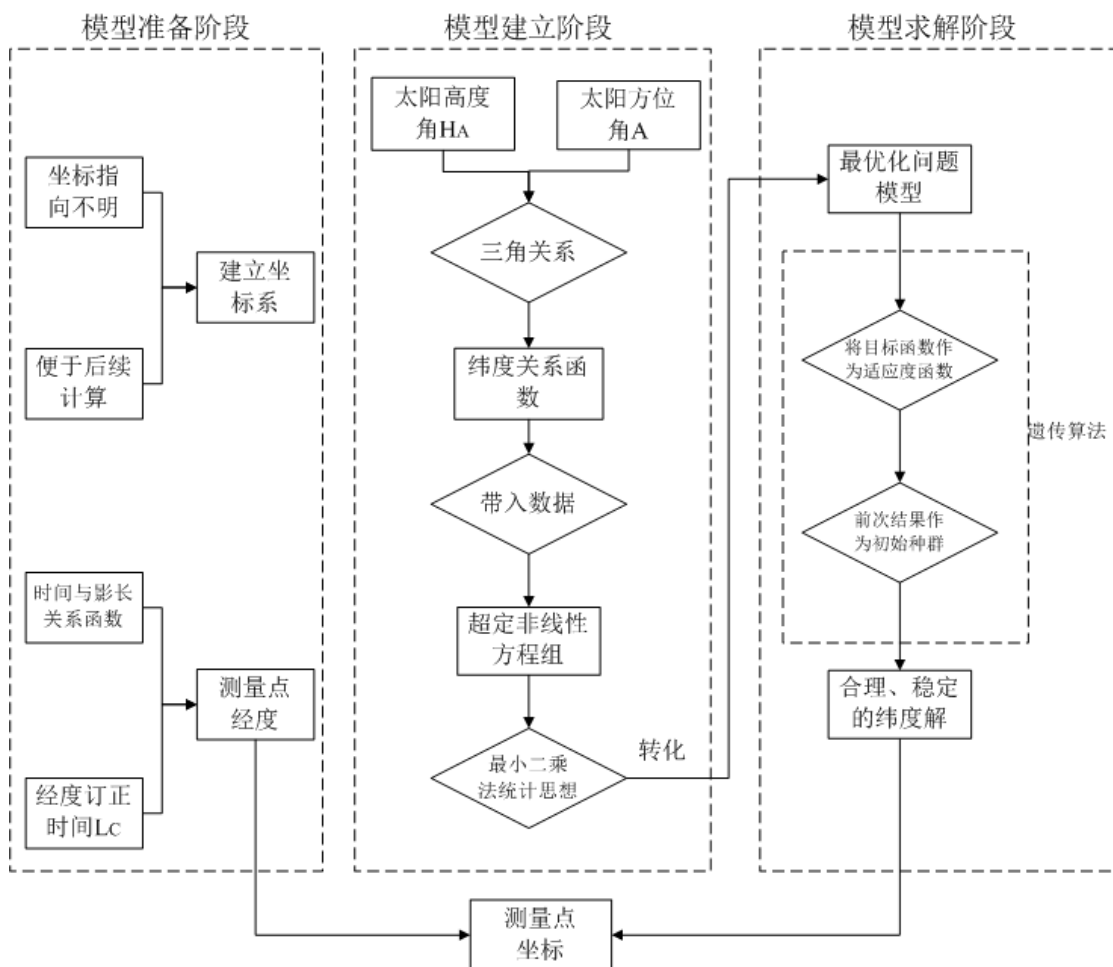 模型准备阶段
坐标指
向不明
建立坐
标系
便于后续
计算
时间与影长
关系函数
测量点
经度
经度订正
时间LC
模型建立阶段
太阳高度
角HA
太阳方位
角A
三角关系
纬度关系函
数
带入数据
超定非线性
方程组
最小二乘
法统计思想
转化
模型求解阶段
最优化问题
模型
将目标函数作
为适应度函数
遗传算法
前次结果作
为初始种群
合理、稳定
的纬度解
测量点
坐标